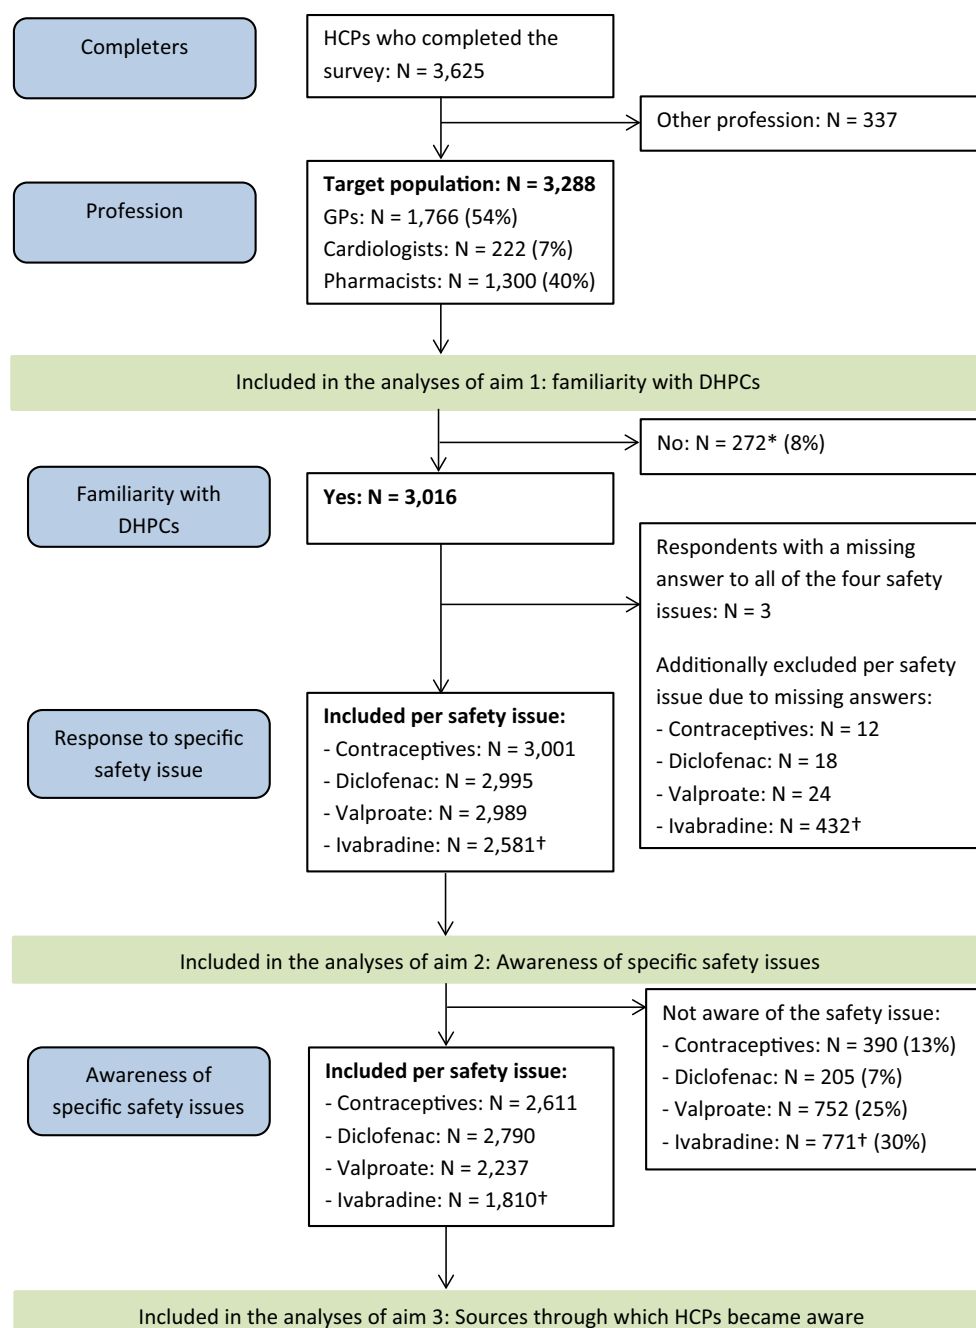 Completers
HCPs who completed the
survey: N = 3,625
Other profession: N = 337
Profession
Target population: N = 3,288
GPs: N = 1,766 (54%)
Cardiologists: N = 222 (7%)
Pharmacists: N = 1,300 (40%)
Included in the analyses of aim 1: familiarity with DHPCs
No: N = 272* (8%)
Familiarity with
DHPCs
Yes: N = 3,016
Respondents with a missing
answer to all of the four safety
issues: N = 3
Additionally excluded per safety
issue due to missing answers:
- Contraceptives: N = 12
- Diclofenac: N = 18
- Valproate: N = 24
- Ivabradine: N = 432†
Response to specific
safety issue
Included per safety issue:
- Contraceptives: N = 3,001
- Diclofenac: N = 2,995
- Valproate: N = 2,989
- Ivabradine: N = 2,581†
Included in the analyses of aim 2: Awareness of specific safety issues
Not aware of the safety issue:
- Contraceptives: N = 390 (13%)
- Diclofenac: N = 205 (7%)
- Valproate: N = 752 (25%)
- Ivabradine: N = 771† (30%)
Awareness of
specific safety issues
Included per safety issue:
- Contraceptives: N = 2,611
- Diclofenac: N = 2,790
- Valproate: N = 2,237
- Ivabradine: N = 1,810†
Included in the analyses of aim 3: Sources through which HCPs became aware